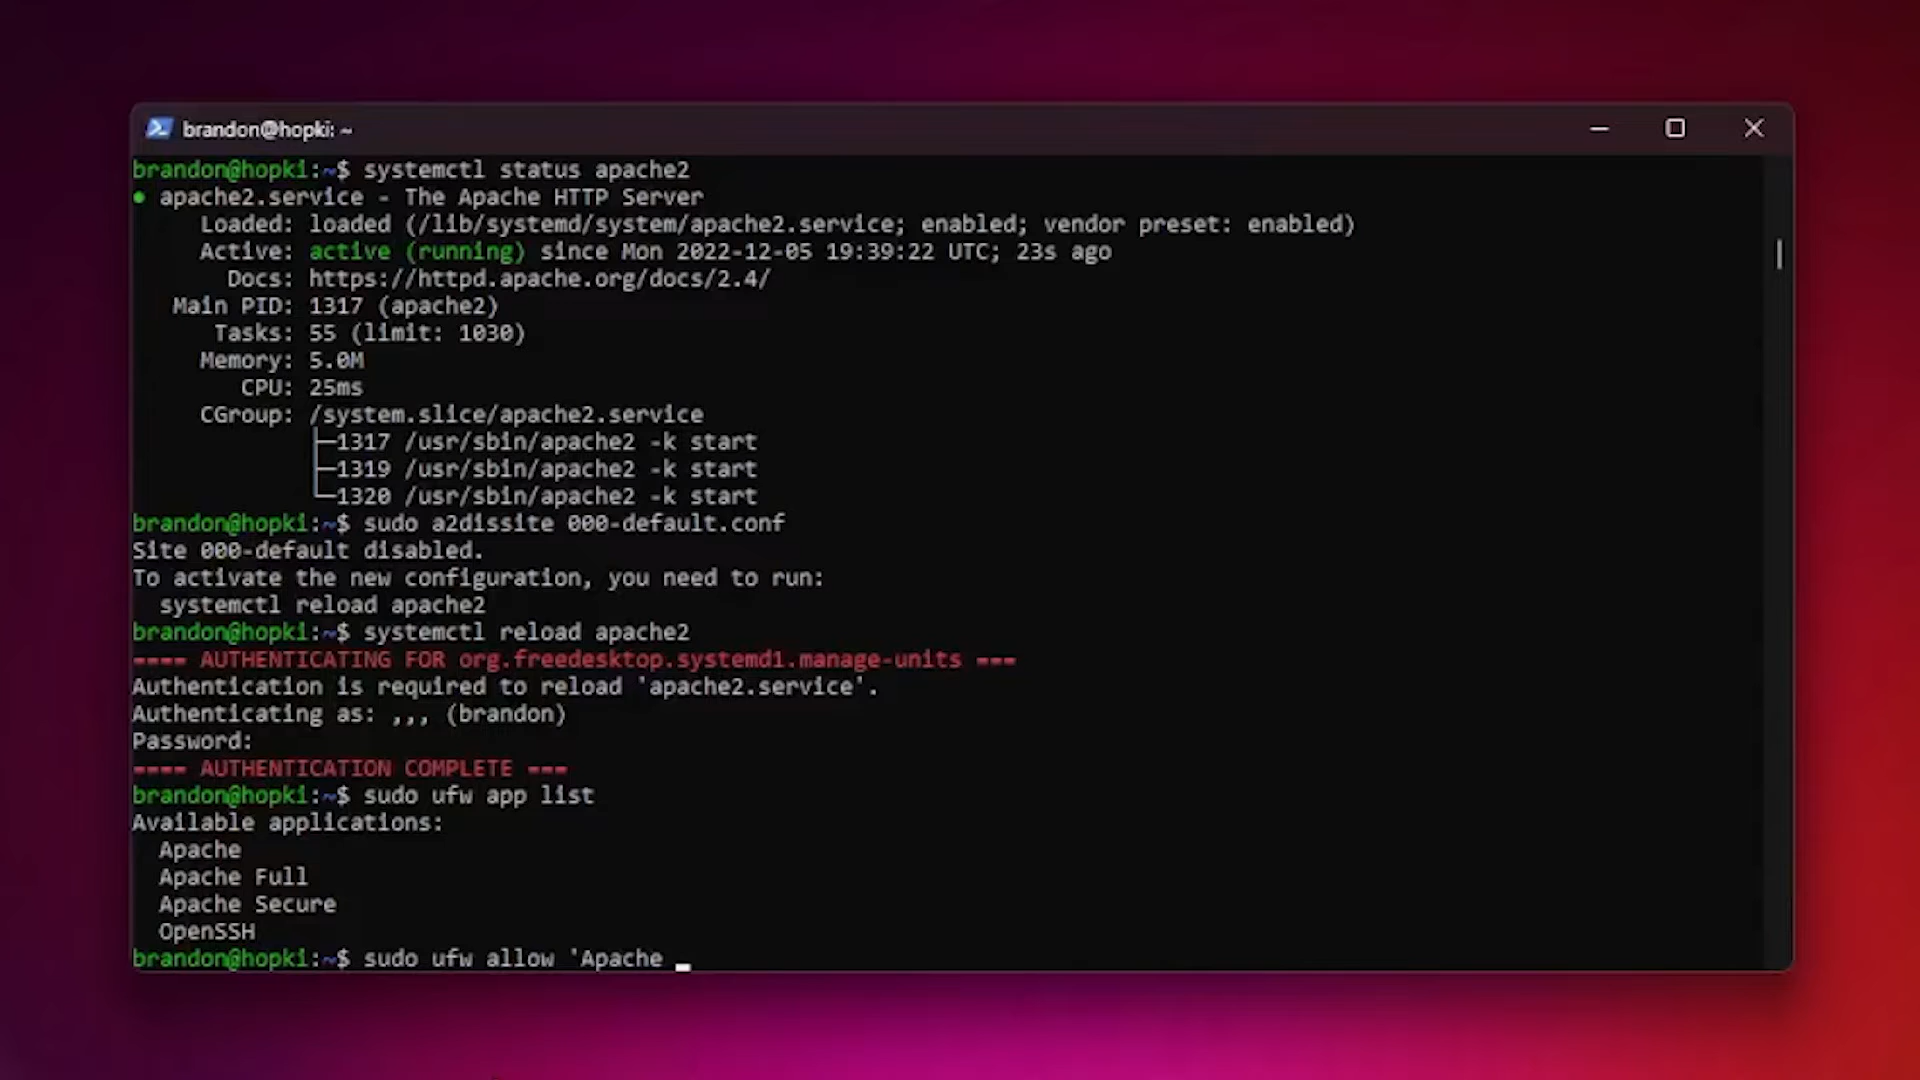 brandon@hopki: ~
brandon@hopki:~$ systemctl status apache2
● apache2.service - The Apache HTTP Server
Loaded: loaded (/lib/systemd/system/apache2.service; enabled; vendor preset: enabled)
Active: active (running) since Mon 2022-12-05 19:39:22 UTC; 23s ago
Docs: https://httpd.apache.org/docs/2.4/
Main PID: 1317 (apache2)
Tasks: 55 (limit: 1030)
Memory: 5.0M
CPU: 25ms
CGroup: /system.slice/apache2.service
├─1317 /usr/sbin/apache2 -k start
├─1319 /usr/sbin/apache2 -k start
└─1320 /usr/sbin/apache2 -k start
brandon@hopki:~$ sudo a2dissite 000-default.conf
Site 000-default disabled.
To activate the new configuration, you need to run:
systemctl reload apache2
brandon@hopki:~$ systemctl reload apache2
==== AUTHENTICATING FOR org.freedesktop.systemd1.manage-units ===
Authentication is required to reload 'apache2.service'.
Authenticating as: ,,, (brandon)
Password:
==== AUTHENTICATION COMPLETE ===
brandon@hopki:~$ sudo ufw app list
Available applications:
Apache
Apache Full
Apache Secure
OpenSSH
brandon@hopki:~$ sudo ufw allow 'Apache